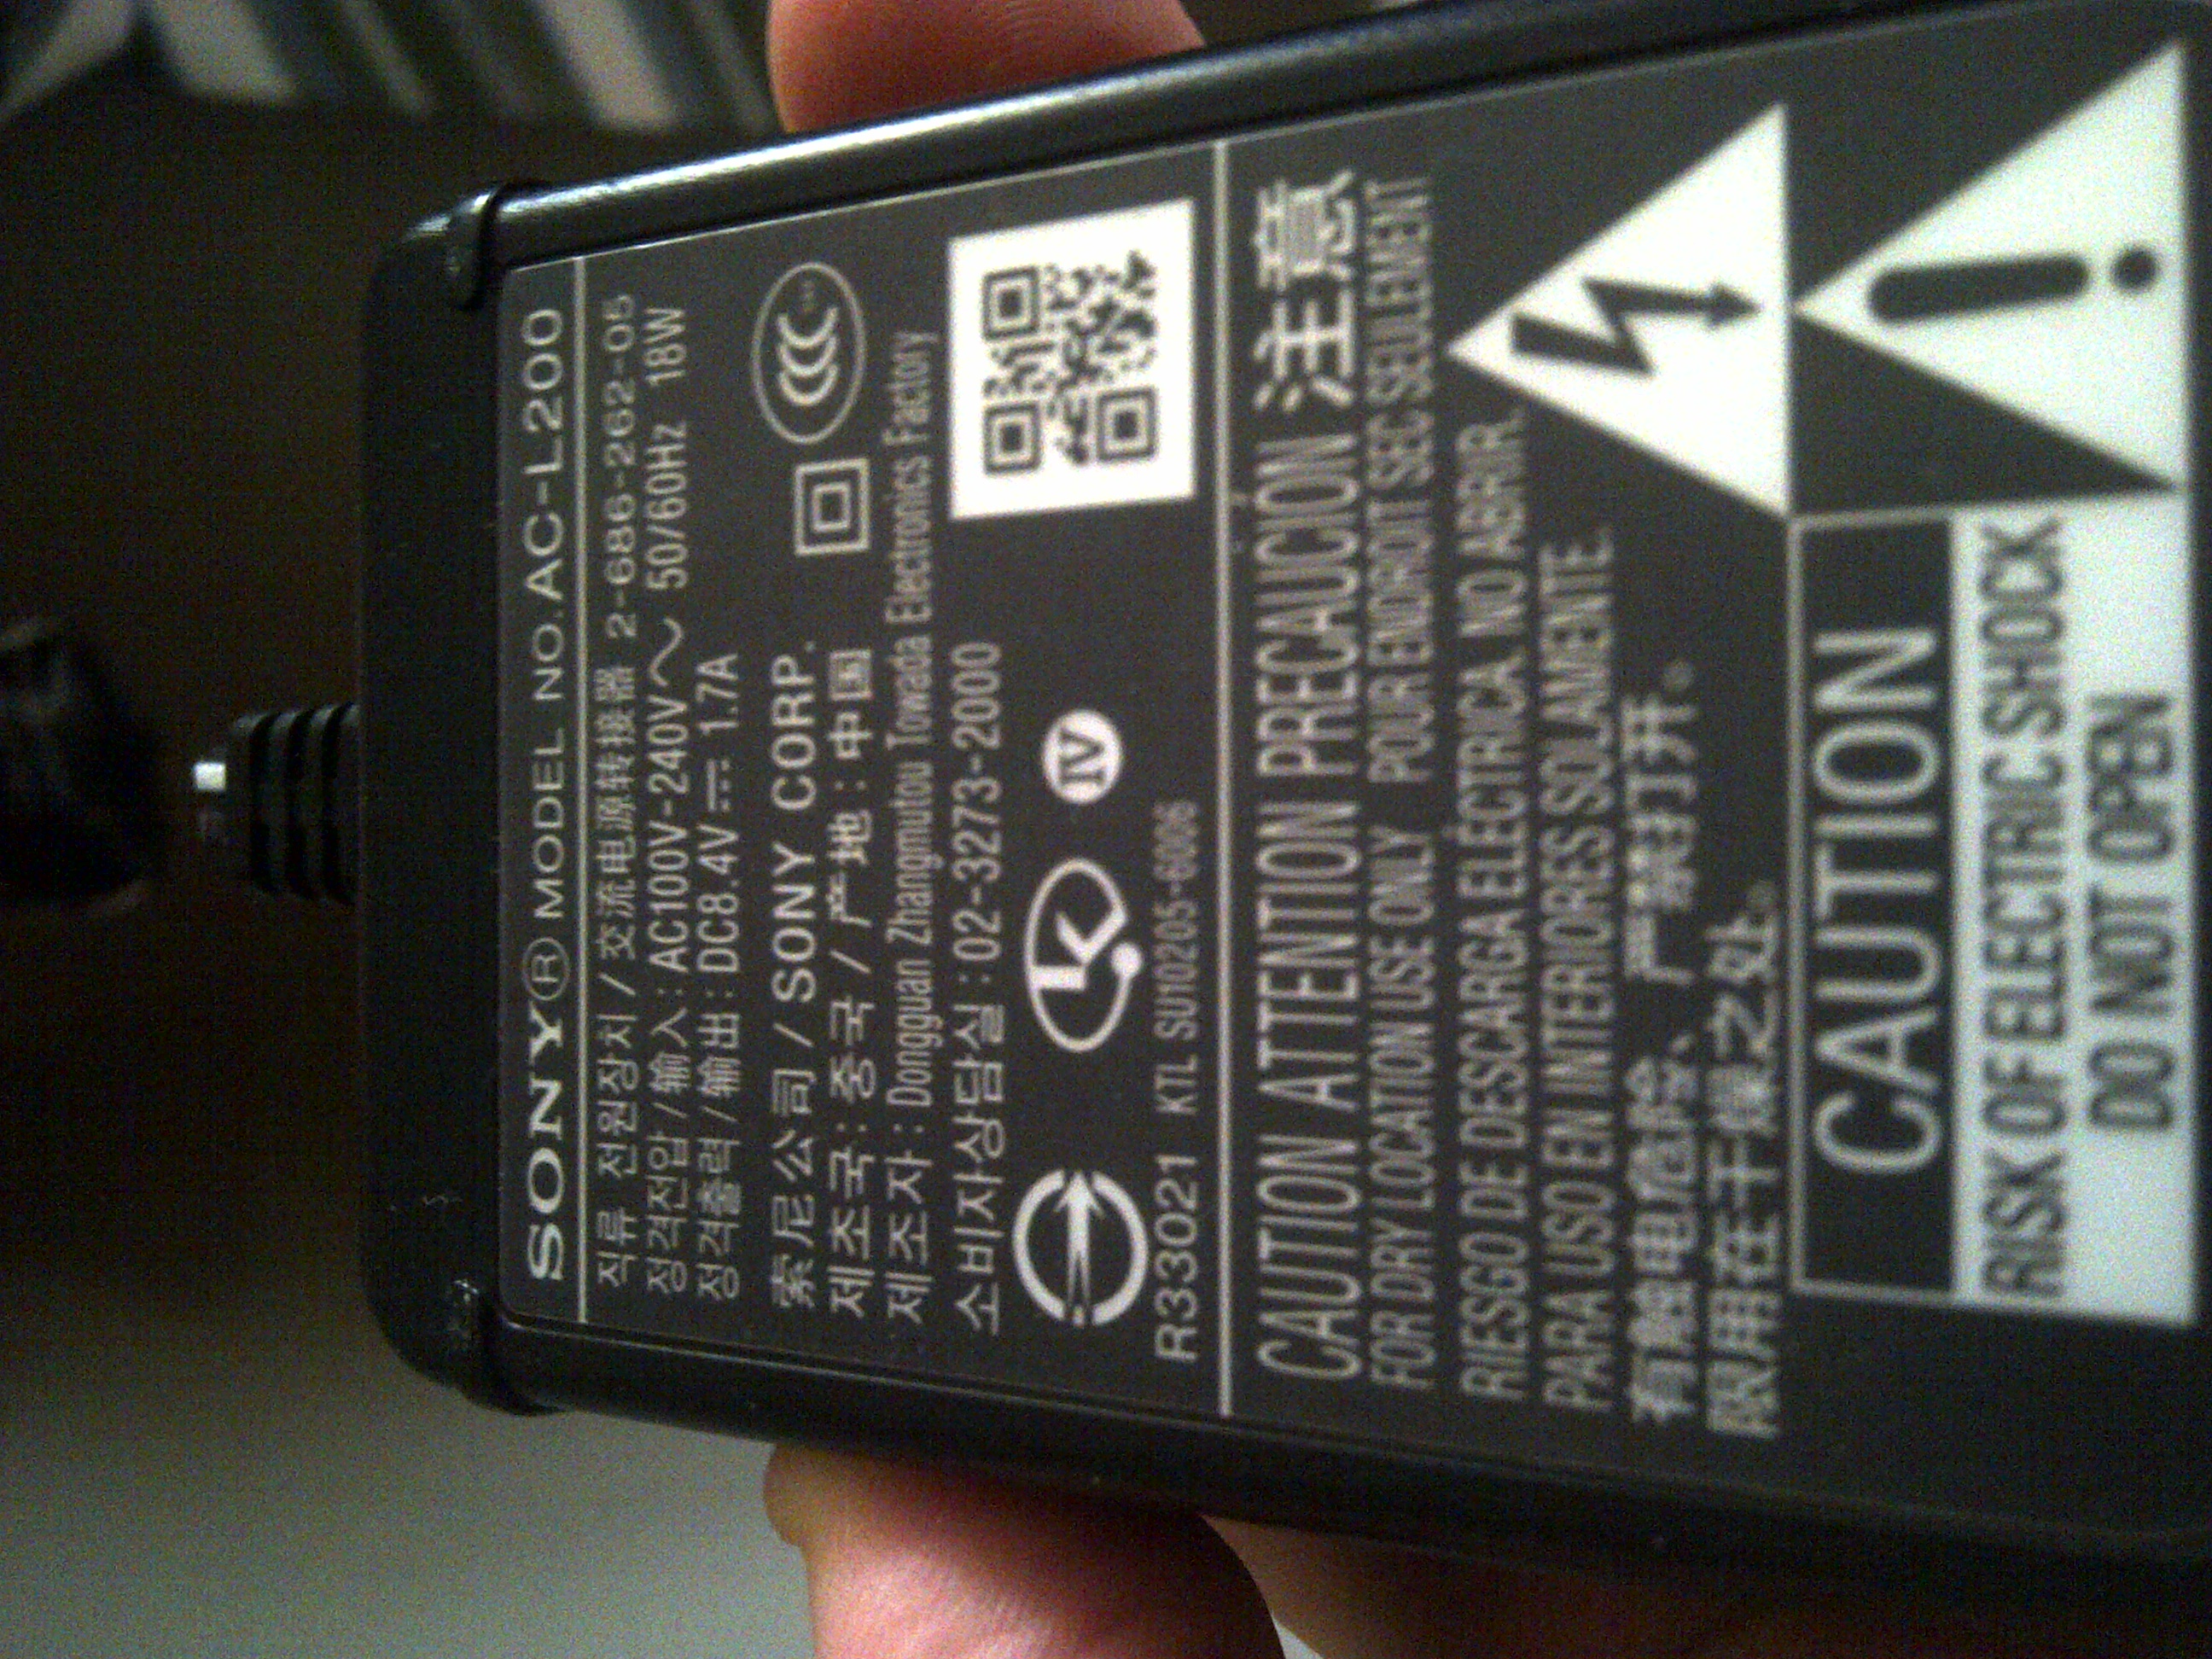 SONY® MODEL NO. AC-L200
직류 전원장치 / 交流电源转接器 2-686-262-05
정격전압 / 输入 : AC100V-240V～ 50/60Hz 18W
정격출력 / 输出 : DC8.4V⎓ 1.7A
索尼公司 / SONY CORP.
제조국 : 중국 / 产地 : 中国
제조자 : Dongguan Zhangmutou Towada Electronics Factory
소비자상담실 : 02-3273-2000
IV
R33021 KTL SU10205-6006
CAUTION ATTENTION PRECAUCION 注意
FOR DRY LOCATION USE ONLY POUR ENDROIT SEC SEULEMENT
RIESGO DE DESCARGA ELÉCTRICA. NO ABRIR.
PARA USO EN INTERIORES SOLAMENTE.
有触电危险、严禁打开。
限用在干燥之处。
CAUTION
RISK OF ELECTRIC SHOCK
DO NOT OPEN